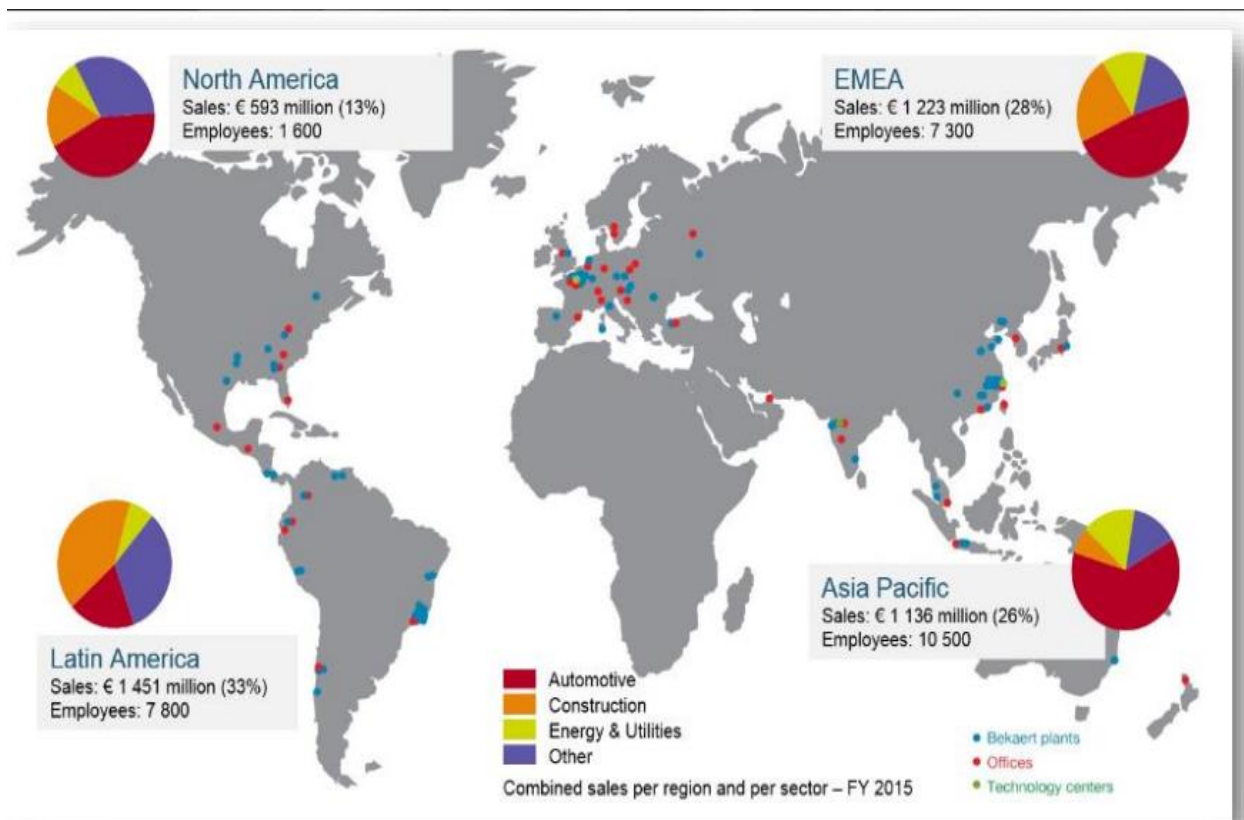 North America
Sales: € 593 million (13%)
Employees: 1 600
EMEA
Sales: € 1 223 million (28%)
Employees: 7 300
Latin America
Sales: € 1 451 million (33%)
Employees: 7 800
Asia Pacific
Sales: € 1 136 million (26%)
Employees: 10 500
Automotive
Construction
Energy & Utilities
Other
Combined sales per region and per sector – FY 2015
Bekaert plants
Offices
Technology centers